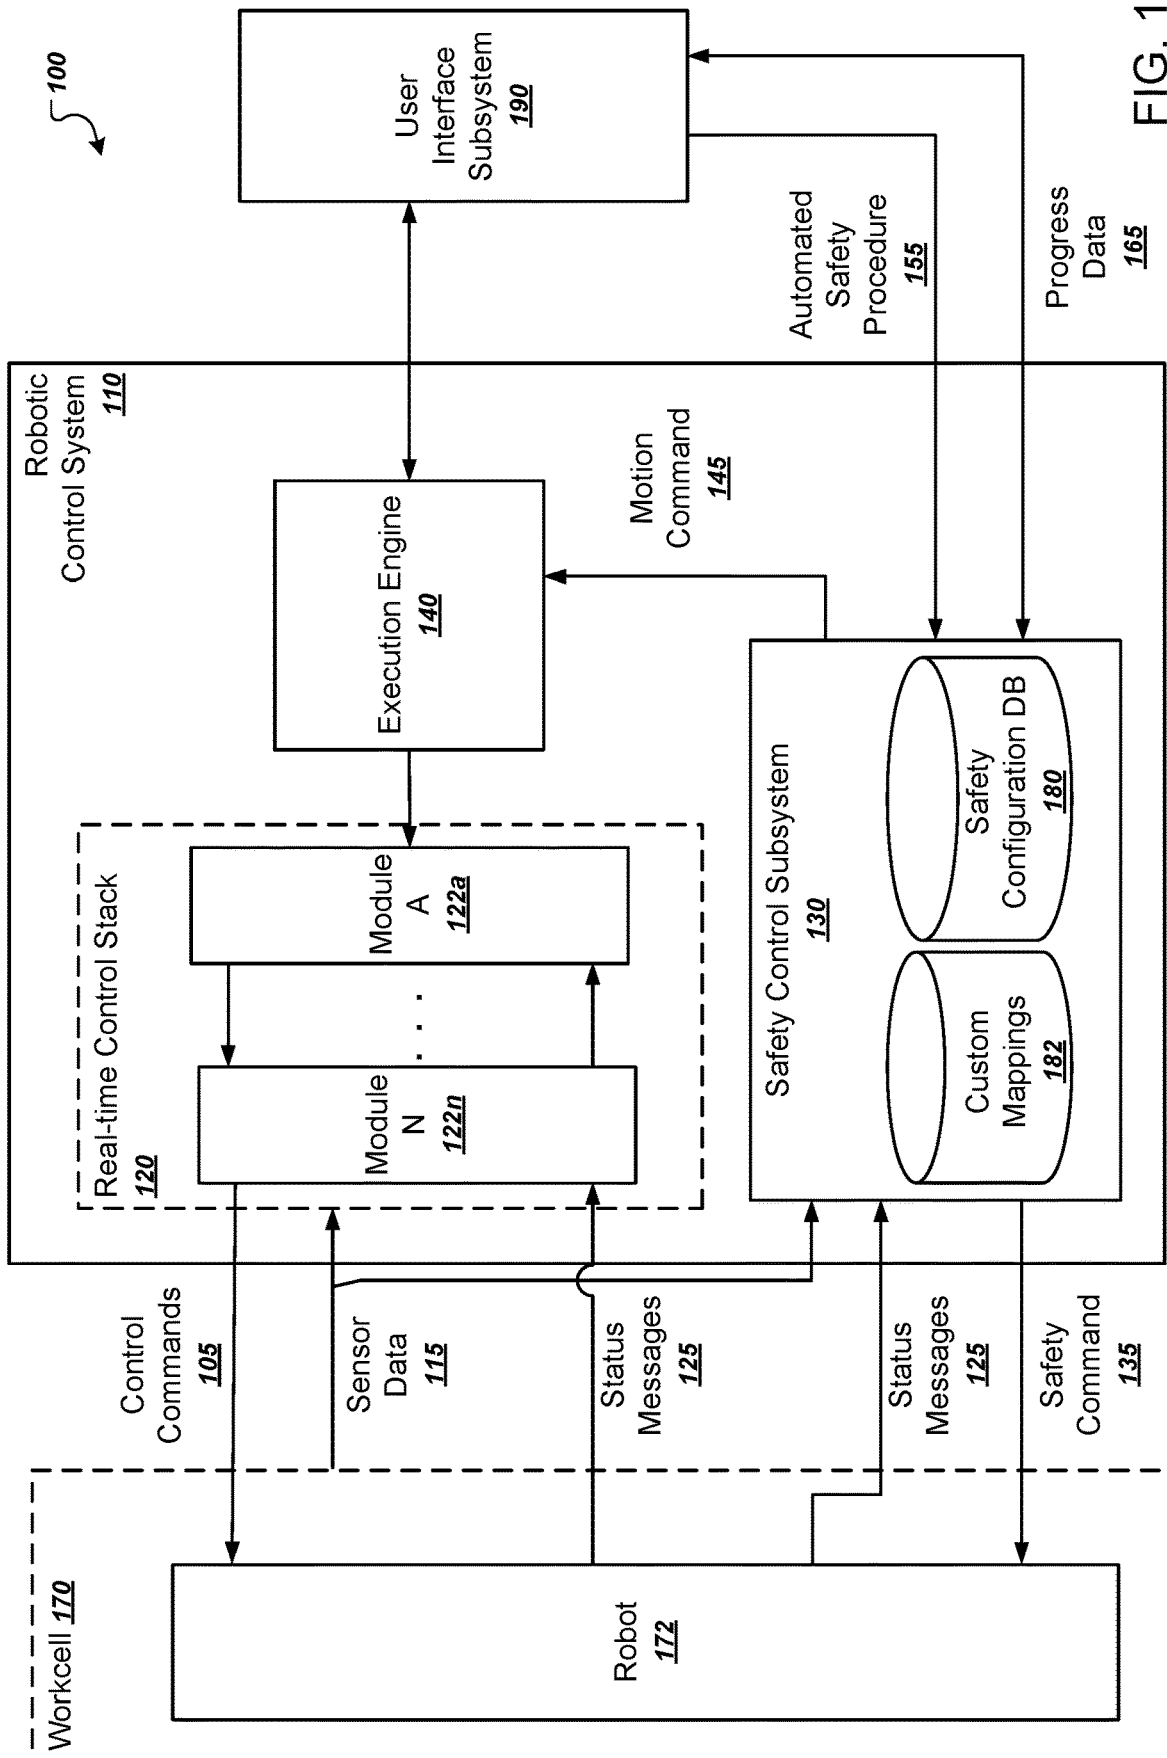 100
User
Interface
Subsystem
190
Automated
Safety
Procedure
155
Progress
Data
165
Robotic
Control System
110
Execution Engine
140
Motion
Command
145
Real-time Control Stack
120
Module
A
122a
. . .
Module
N
122n
Safety Control Subsystem
130
Safety
Configuration DB
180
Custom
Mappings
182
Control
Commands
105
Sensor
Data
115
Status
Messages
125
Status
Messages
125
Safety
Command
135
Workcell 170
Robot
172
FIG. 1